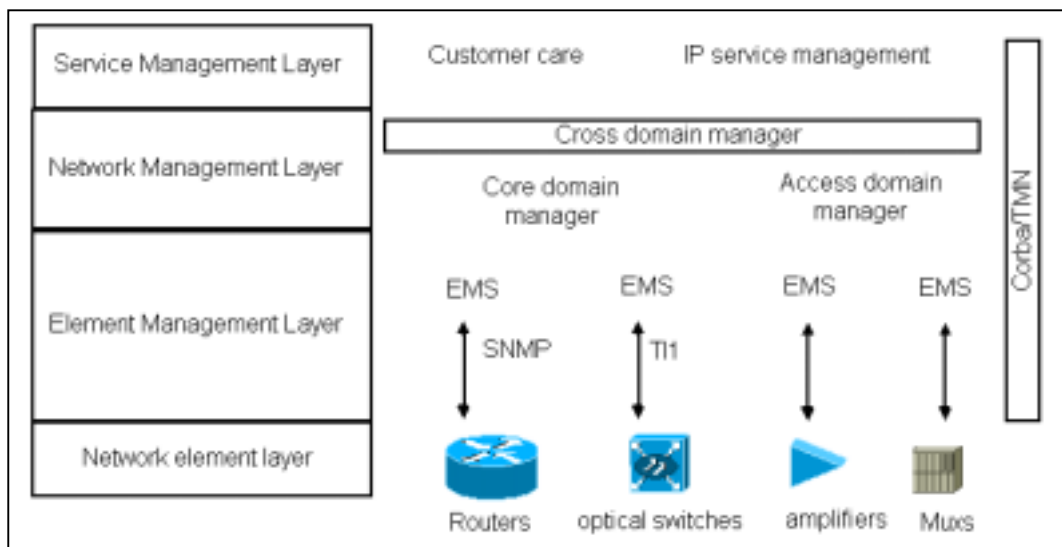 Service Management Layer
Customer care
IP service management
Cross domain manager
Network Management Layer
Core domain
manager
Access domain
manager
Corba/TMN
EMS
EMS
EMS
EMS
Element Management Layer
SNMP
Tl1
Network element layer
Routers
optical switches
amplifiers
Muxs